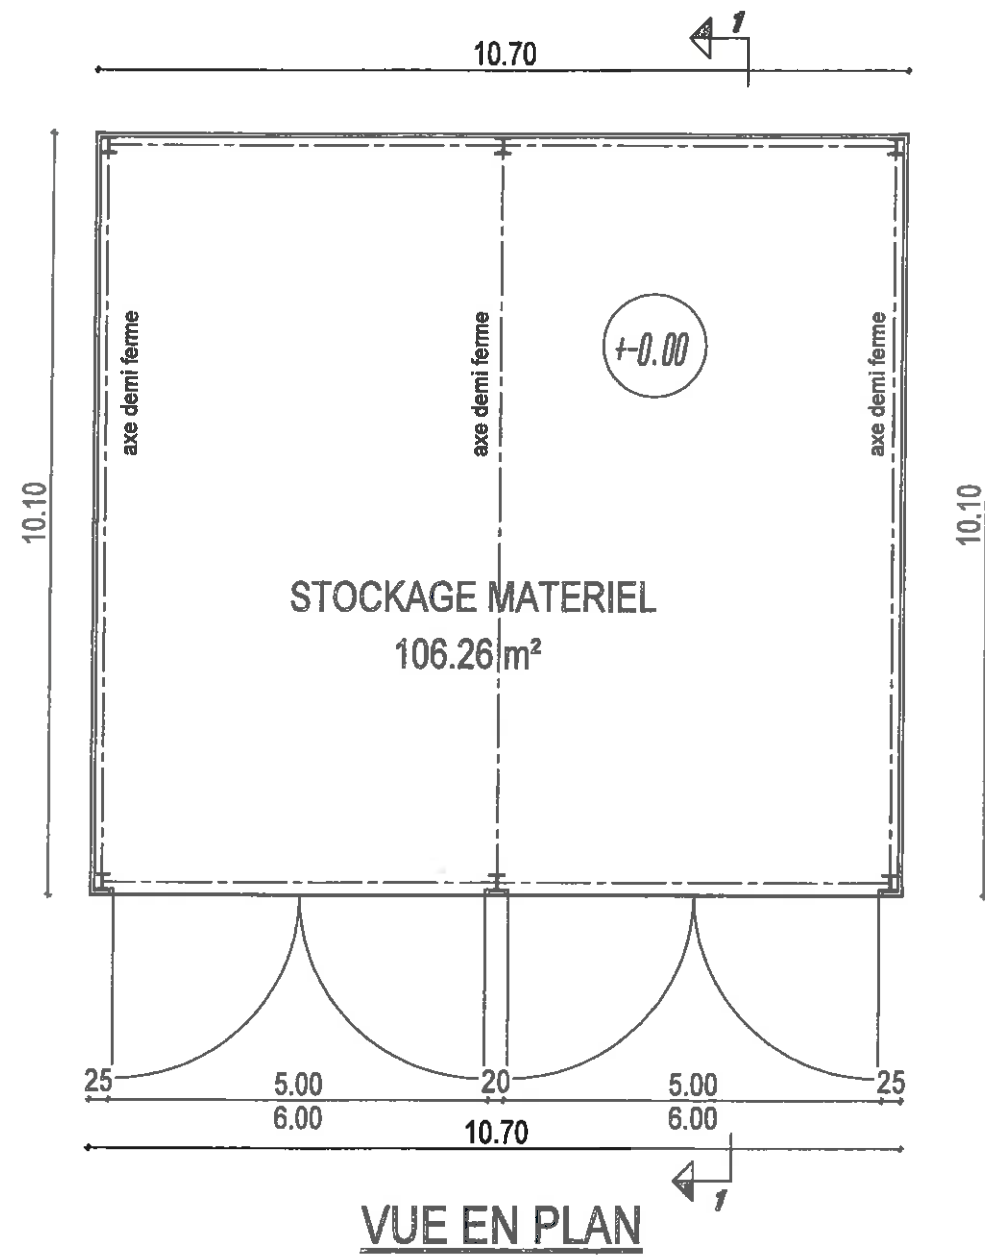 1
10.70
axe demi ferme
axe demi ferme
axe demi ferme
+-0.00
10.10
10.10
STOCKAGE MATERIEL
106.26 m²
25 5.00 20 5.00 25
6.00 6.00
10.70
1
VUE EN PLAN